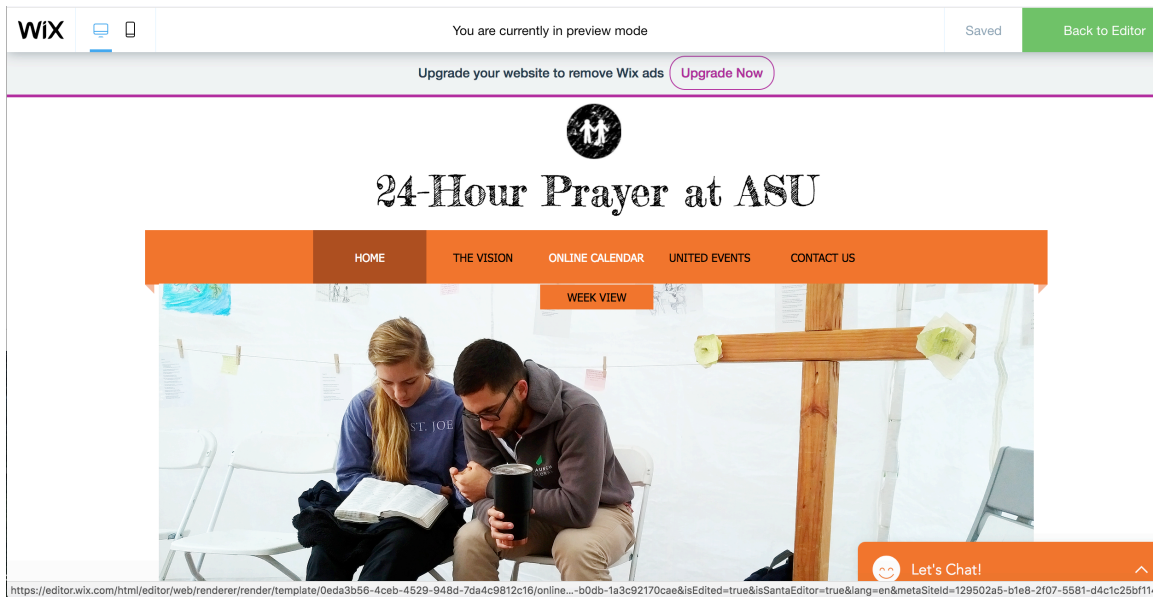 WiX
You are currently in preview mode
Saved
Back to Editor
Upgrade your website to remove Wix ads
Upgrade Now
24-Hour Prayer at ASU
HOME
THE VISION
ONLINE CALENDAR
UNITED EVENTS
CONTACT US
WEEK VIEW
ST. JOE
Let's Chat!
https://editor.wix.com/html/editor/web/renderer/render/template/0eda3b56-4ceb-4529-948d-7da4c9812c16/online...-b0db-1a3c92170cae&isEdited=true&isSantaEditor=true&lang=en&metaSiteId=129502a5-b1e8-2f07-5581-d4c1c25bf114